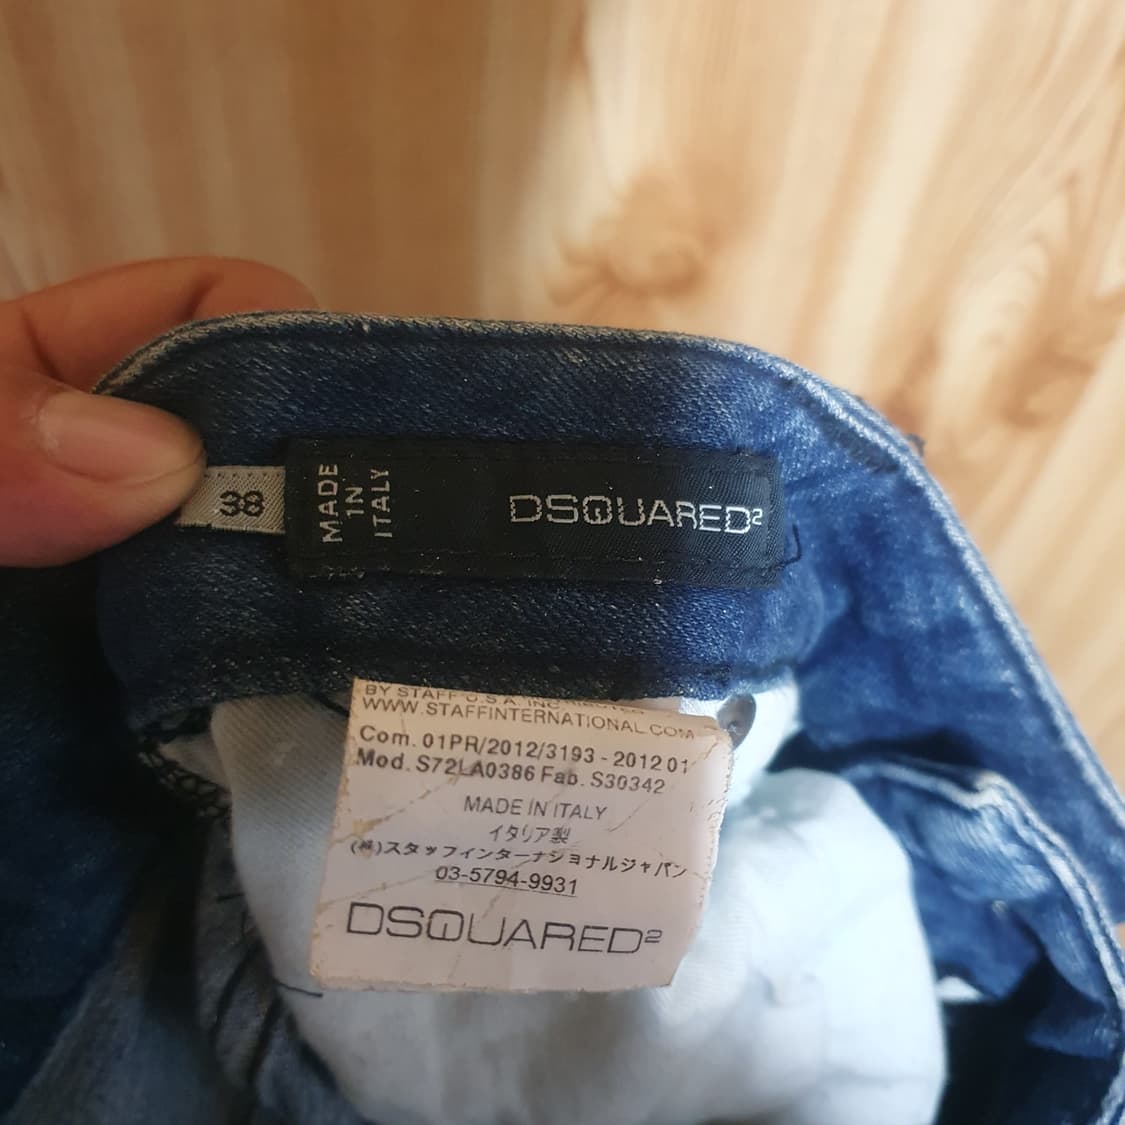 38
MADE
IN
ITALY
DSQUARED2
BY STAFF U.S.A. INC.
WWW.STAFFINTERNATIONAL.COM
Com. 01PR/2012/3193 - 2012 01
Mod. S72LA0386 Fab. S30342
MADE IN ITALY
イタリア製
(株)スタッフインターナショナルジャパン
03-5794-9931
DSQUARED2